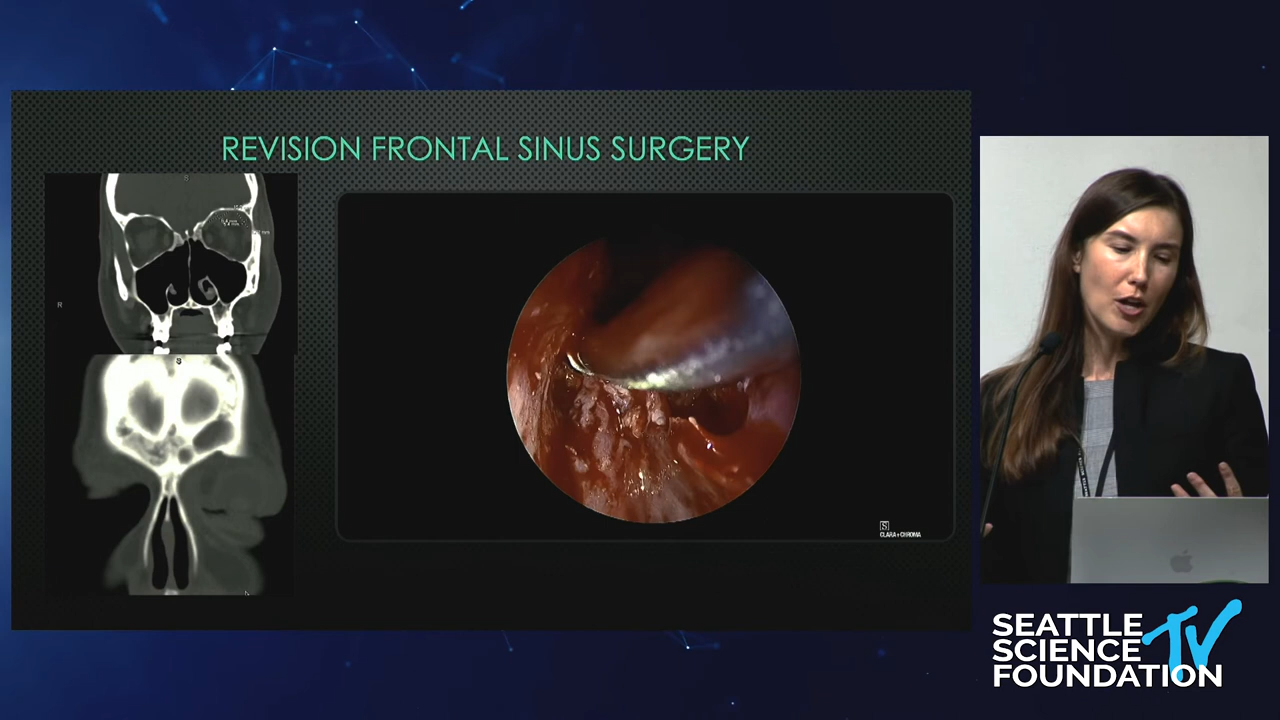 REVISION FRONTAL SINUS SURGERY
R
S
CLARA+CHROMA
SEATTLE
SCIENCE
FOUNDATION
TV